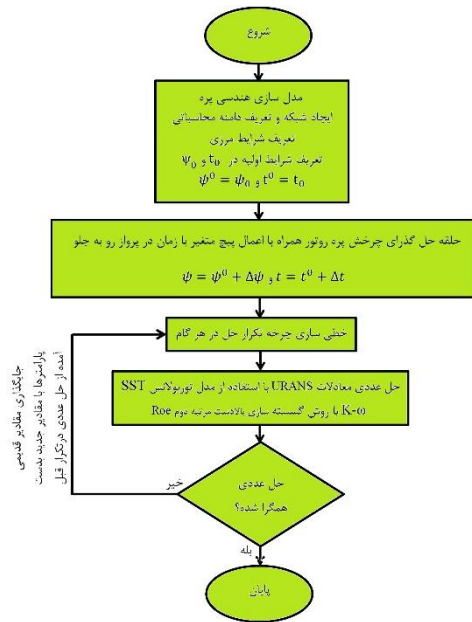 شروع
مدل سازی هندسی پره
ایجاد شبکه و تعریف دامنه محاسباتی
تعریف شرایط مرزی
تعریف شرایط اولیه در t₀ و ψ₀
ψ⁰ = ψ₀ و t⁰ = t₀
حلقه حل گذرای چرخش پره روتور همراه با اعمال پیچ متغیر با زمان در پرواز رو به جلو
ψ = ψ⁰ + Δψ و t = t⁰ + Δt
خطی سازی چرخه تکرار حل در هر گام
حل عددی معادلات URANS با استفاده از مدل توربولانس SST
K-ω با روش گسسته سازی بالادست مرتبه دوم Roe
حل عددی
همگرا شده؟
خیر
جایگذاری مقادیر قدیمی
پارامترها با مقادیر جدید بدست
آمده از حل عددی در تکرار قبل
بله
پایان